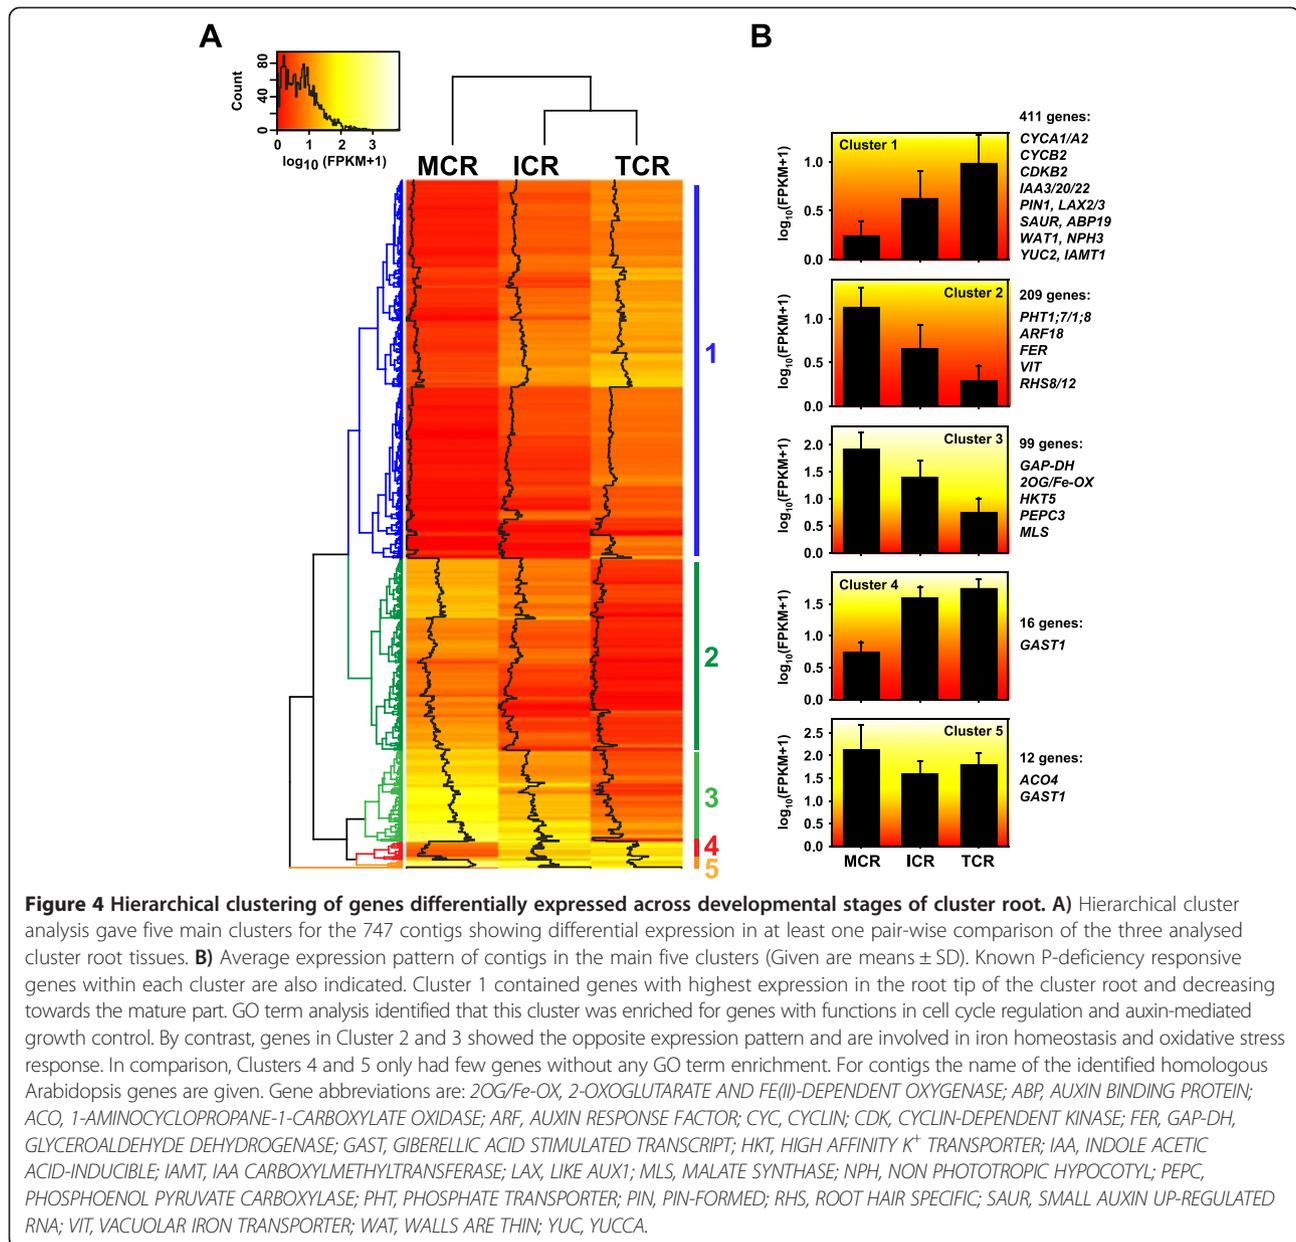 A
B
80
40
0
Count
0 1 2 3
log10 (FPKM+1)
MCR ICR TCR
1
2
3
4
5
Cluster 1
1.0
0.5
0.0
log10(FPKM+1)
411 genes:
CYCA1/A2
CYCB2
CDKB2
IAA3/20/22
PIN1, LAX2/3
SAUR, ABP19
WAT1, NPH3
YUC2, IAMT1
Cluster 2
1.0
0.5
0.0
log10(FPKM+1)
209 genes:
PHT1;7/1;8
ARF18
FER
VIT
RHS8/12
Cluster 3
2.0
1.5
1.0
0.5
0.0
log10(FPKM+1)
99 genes:
GAP-DH
2OG/Fe-OX
HKT5
PEPC3
MLS
Cluster 4
1.5
1.0
0.5
0.0
log10(FPKM+1)
16 genes:
GAST1
Cluster 5
2.5
2.0
1.5
1.0
0.5
0.0
log10(FPKM+1)
12 genes:
ACO4
GAST1
MCR ICR TCR
Figure 4 Hierarchical clustering of genes differentially expressed across developmental stages of cluster root. A) Hierarchical cluster
analysis gave five main clusters for the 747 contigs showing differential expression in at least one pair-wise comparison of the three analysed
cluster root tissues. B) Average expression pattern of contigs in the main five clusters (Given are means ± SD). Known P-deficiency responsive
genes within each cluster are also indicated. Cluster 1 contained genes with highest expression in the root tip of the cluster root and decreasing
towards the mature part. GO term analysis identified that this cluster was enriched for genes with functions in cell cycle regulation and auxin-mediated
growth control. By contrast, genes in Cluster 2 and 3 showed the opposite expression pattern and are involved in iron homeostasis and oxidative stress
response. In comparison, Clusters 4 and 5 only had few genes without any GO term enrichment. For contigs the name of the identified homologous
Arabidopsis genes are given. Gene abbreviations are: 2OG/Fe-OX, 2-OXOGLUTARATE AND FE(II)-DEPENDENT OXYGENASE; ABP, AUXIN BINDING PROTEIN;
ACO, 1-AMINOCYCLOPROPANE-1-CARBOXYLATE OXIDASE; ARF, AUXIN RESPONSE FACTOR; CYC, CYCLIN; CDK, CYCLIN-DEPENDENT KINASE; FER, GAP-DH,
GLYCEROALDEHYDE DEHYDROGENASE; GAST, GIBERELLIC ACID STIMULATED TRANSCRIPT; HKT, HIGH AFFINITY K+ TRANSPORTER; IAA, INDOLE ACETIC
ACID-INDUCIBLE; IAMT, IAA CARBOXYLMETHYLTRANSFERASE; LAX, LIKE AUX1; MLS, MALATE SYNTHASE; NPH, NON PHOTOTROPIC HYPOCOTYL; PEPC,
PHOSPHOENOL PYRUVATE CARBOXYLASE; PHT, PHOSPHATE TRANSPORTER; PIN, PIN-FORMED; RHS, ROOT HAIR SPECIFIC; SAUR, SMALL AUXIN UP-REGULATED
RNA; VIT, VACUOLAR IRON TRANSPORTER; WAT, WALLS ARE THIN; YUC, YUCCA.